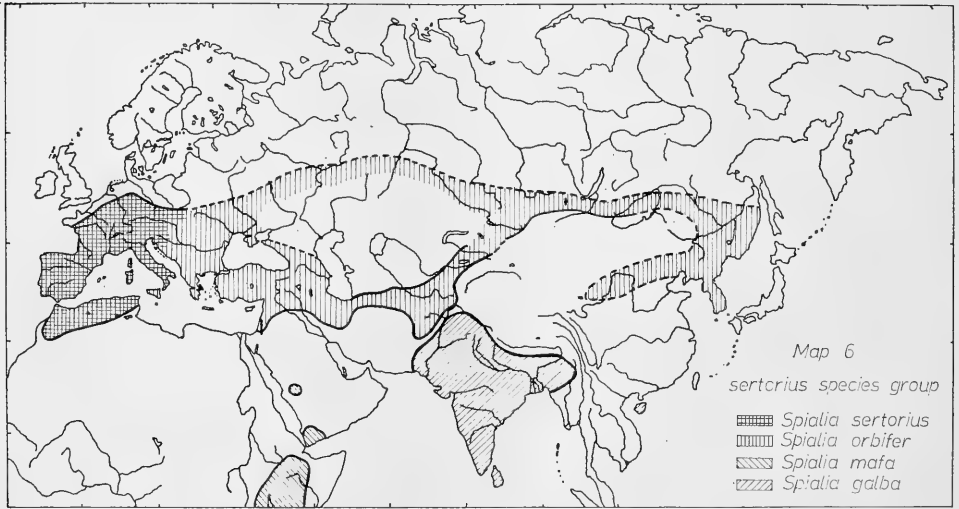 Map 6
sertorius species group
Spialia sertorius
Spialia orbifer
Spialia mafa
Spialia galba